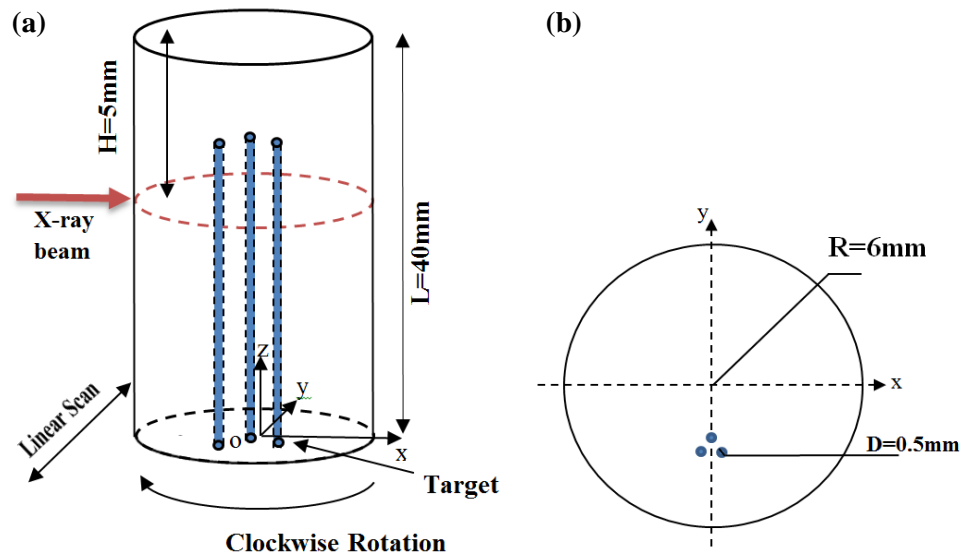 (a)
H=5mm
X-ray
beam
L=40mm
z
y
o
x
Linear Scan
Target
Clockwise Rotation
(b)
y
R=6mm
x
D=0.5mm